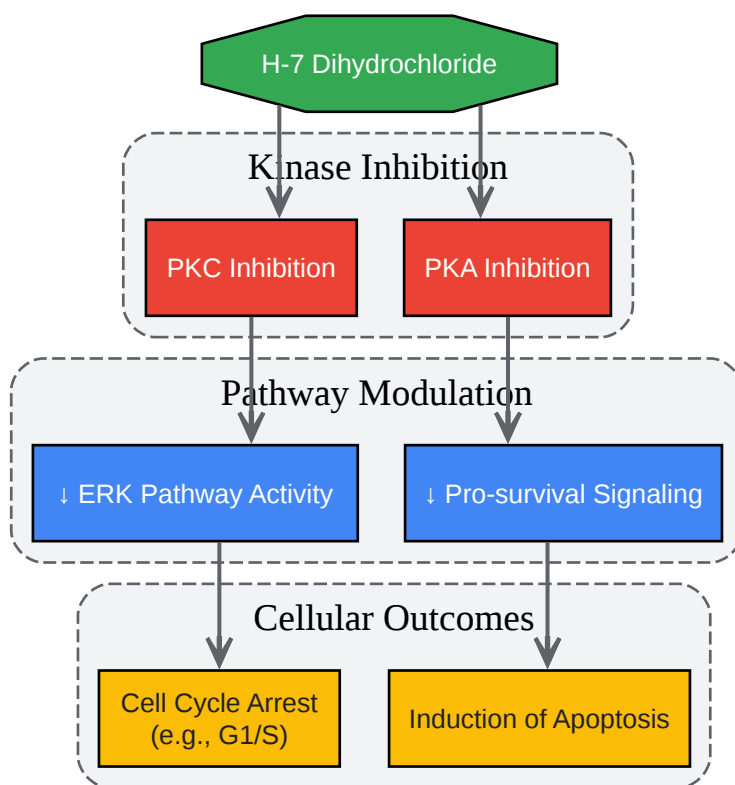 H-7 Dihydrochloride
Kinase Inhibition
PKC Inhibition
PKA Inhibition
Pathway Modulation
↓ ERK Pathway Activity
↓ Pro-survival Signaling
Cellular Outcomes
Cell Cycle Arrest
(e.g., G1/S)
Induction of Apoptosis